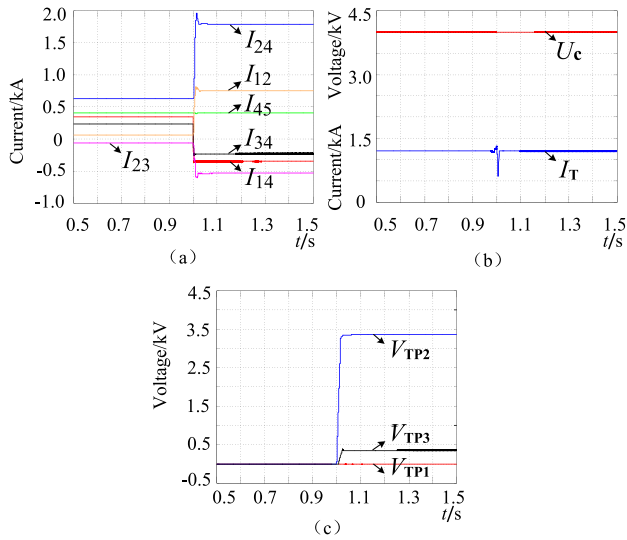 2.0
1.5
1.0
0.5
0
-0.5
-1.0
Current/kA
I24
I12
I45
I34
I23
I14
0.5 0.7 0.9 1.1 1.3 1.5
t/s
(a)
4.5
3.0
1.5
0
Voltage/kV
Current/kA
Uc
IT
0.5 0.7 0.9 1.1 1.3 1.5
t/s
(b)
4.5
3.5
2.5
1.5
0.5
-0.5
Voltage/kV
VTP2
VTP3
VTP1
0.5 0.7 0.9 1.1 1.3 1.5
t/s
(c)